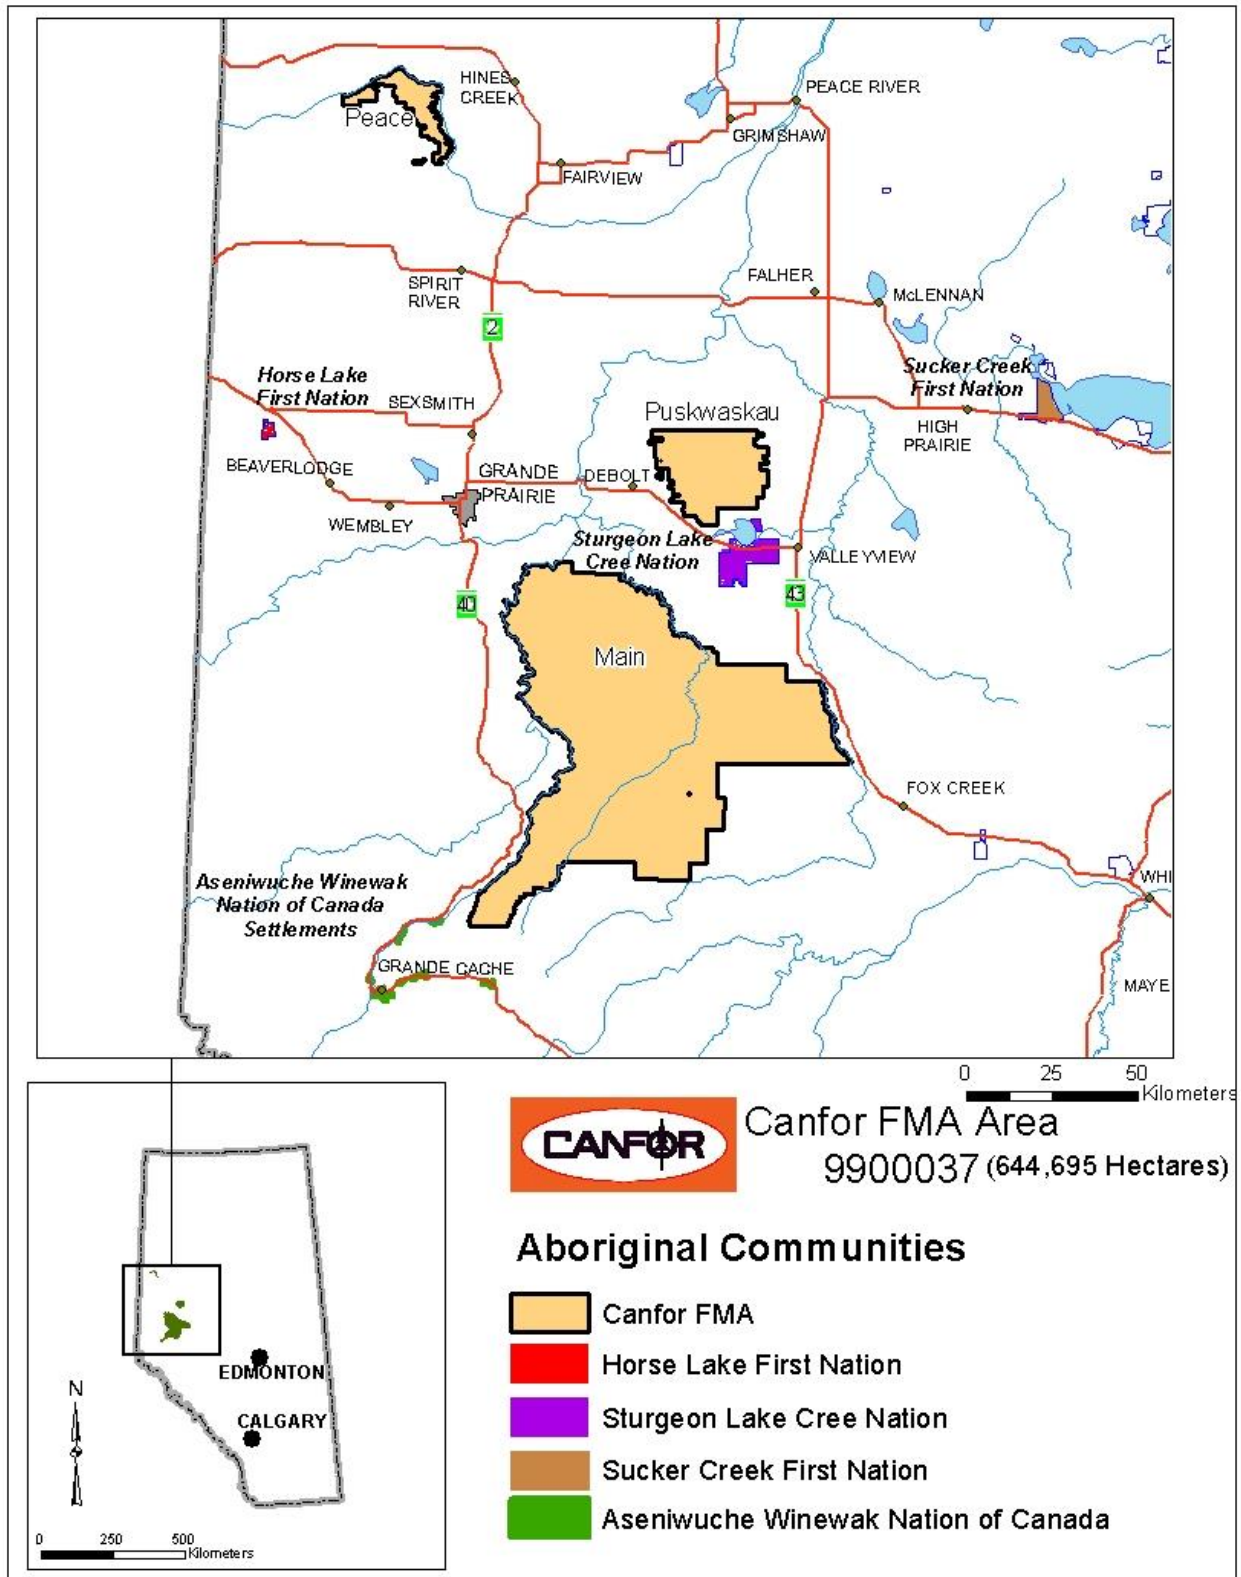 HINES
CREEK
PEACE RIVER
Peace
GRIMSHAW
FAIRVIEW
FALHER
SPIRIT
RIVER
McLENNAN
2
Horse Lake
First Nation
Sucker Creek
First Nation
SEXSMITH
Puskwaskau
HIGH
PRAIRIE
BEAVERLODGE
GRANDE
PRAIRIE
DEBOLT
WEMBLEY
Sturgeon Lake
Cree Nation
VALLEYVIEW
40
43
Main
FOX CREEK
Aseniwuche Winewak
Nation of Canada
Settlements
WHI
GRANDE CACHE
MAYE
0 25 50
Kilometers
CANFOR
Canfor FMA Area
9900037 (644,695 Hectares)
Aboriginal Communities
Canfor FMA
Horse Lake First Nation
Sturgeon Lake Cree Nation
Sucker Creek First Nation
Aseniwuche Winewak Nation of Canada
EDMONTON
N
CALGARY
0 250 500
Kilometers